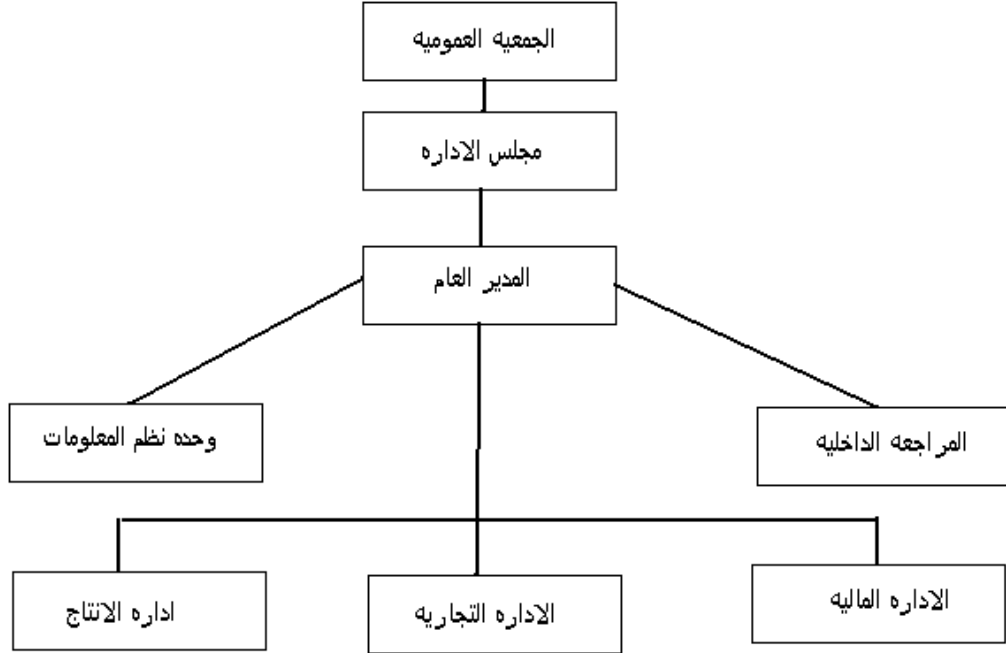 الجمعيه العموميه
مجلس الاداره
المدير العام
المراجعه الداخليه
وحده نظم المعلومات
الاداره الماليه
الاداره التجاريه
اداره الانتاج